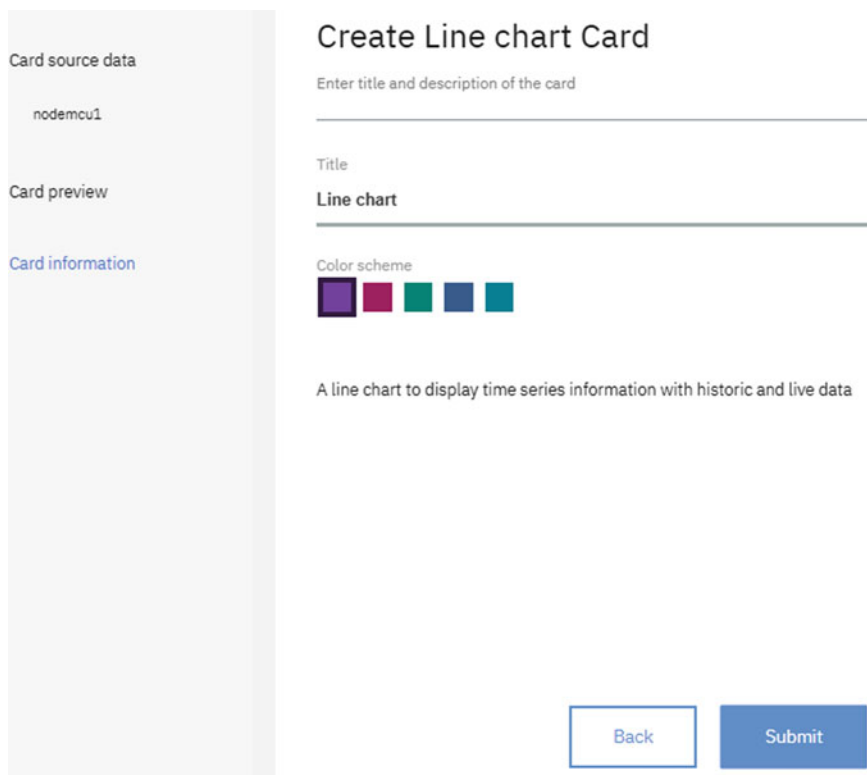 Card source data
nodemcu1
Card preview
Card information
Create Line chart Card
Enter title and description of the card
Title
Line chart
Color scheme
A line chart to display time series information with historic and live data
Back
Submit